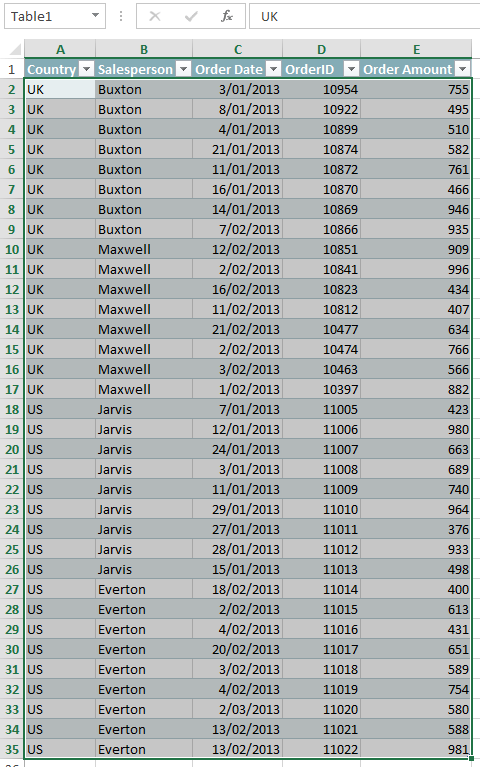 Table1 fx UK
A B C D E
1 Country Salesperson Order Date OrderID Order Amount
2 UK Buxton 3/01/2013 10954 755
3 UK Buxton 8/01/2013 10922 495
4 UK Buxton 4/01/2013 10899 510
5 UK Buxton 21/01/2013 10874 582
6 UK Buxton 11/01/2013 10872 761
7 UK Buxton 16/01/2013 10870 466
8 UK Buxton 14/01/2013 10869 946
9 UK Buxton 7/02/2013 10866 935
10 UK Maxwell 12/02/2013 10851 909
11 UK Maxwell 2/02/2013 10841 996
12 UK Maxwell 16/02/2013 10823 434
13 UK Maxwell 11/02/2013 10812 407
14 UK Maxwell 21/02/2013 10477 634
15 UK Maxwell 2/02/2013 10474 766
16 UK Maxwell 3/02/2013 10463 566
17 UK Maxwell 1/02/2013 10397 882
18 US Jarvis 7/01/2013 11005 423
19 US Jarvis 12/01/2013 11006 980
20 US Jarvis 24/01/2013 11007 663
21 US Jarvis 3/01/2013 11008 689
22 US Jarvis 11/01/2013 11009 740
23 US Jarvis 29/01/2013 11010 964
24 US Jarvis 27/01/2013 11011 376
25 US Jarvis 28/01/2013 11012 933
26 US Jarvis 15/01/2013 11013 498
27 US Everton 18/02/2013 11014 400
28 US Everton 2/02/2013 11015 613
29 US Everton 4/02/2013 11016 431
30 US Everton 20/02/2013 11017 651
31 US Everton 3/02/2013 11018 589
32 US Everton 4/02/2013 11019 754
33 US Everton 2/03/2013 11020 580
34 US Everton 13/02/2013 11021 588
35 US Everton 13/02/2013 11022 981